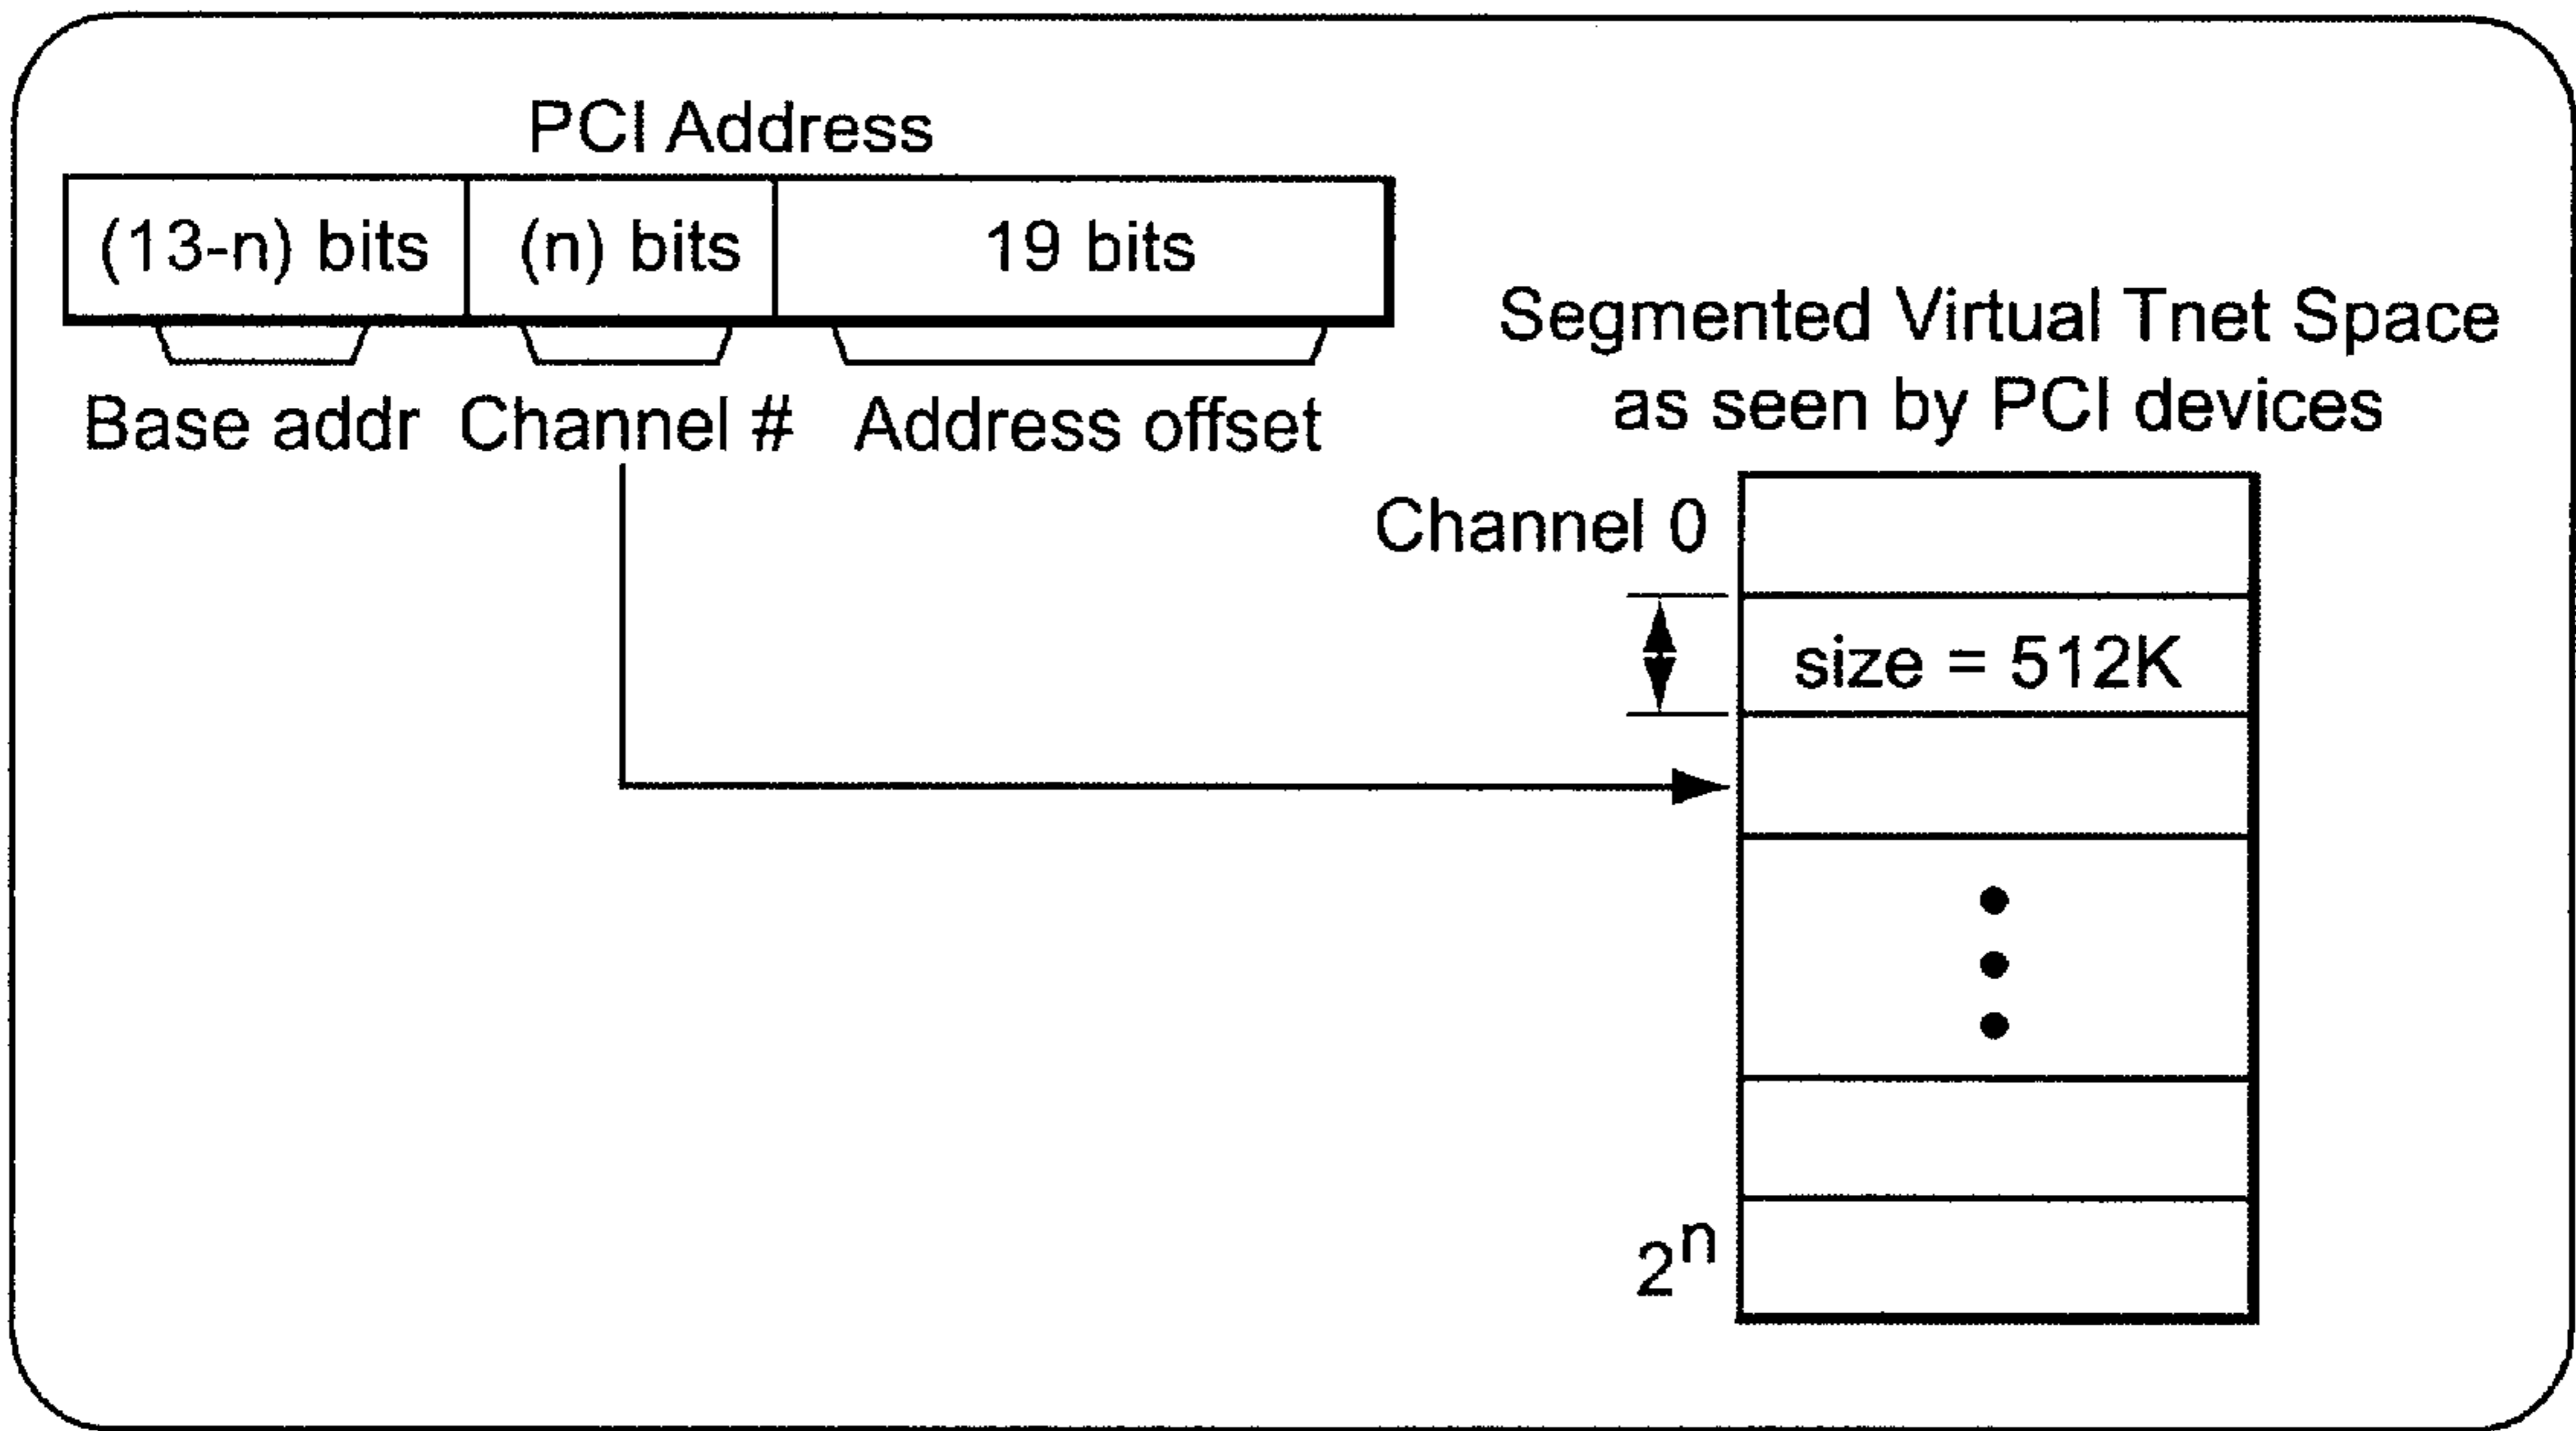 PCI Address
(13-n) bits (n) bits 19 bits
Base addr Channel # Address offset
Segmented Virtual Tnet Space
as seen by PCI devices
Channel 0
size = 512K
2^n